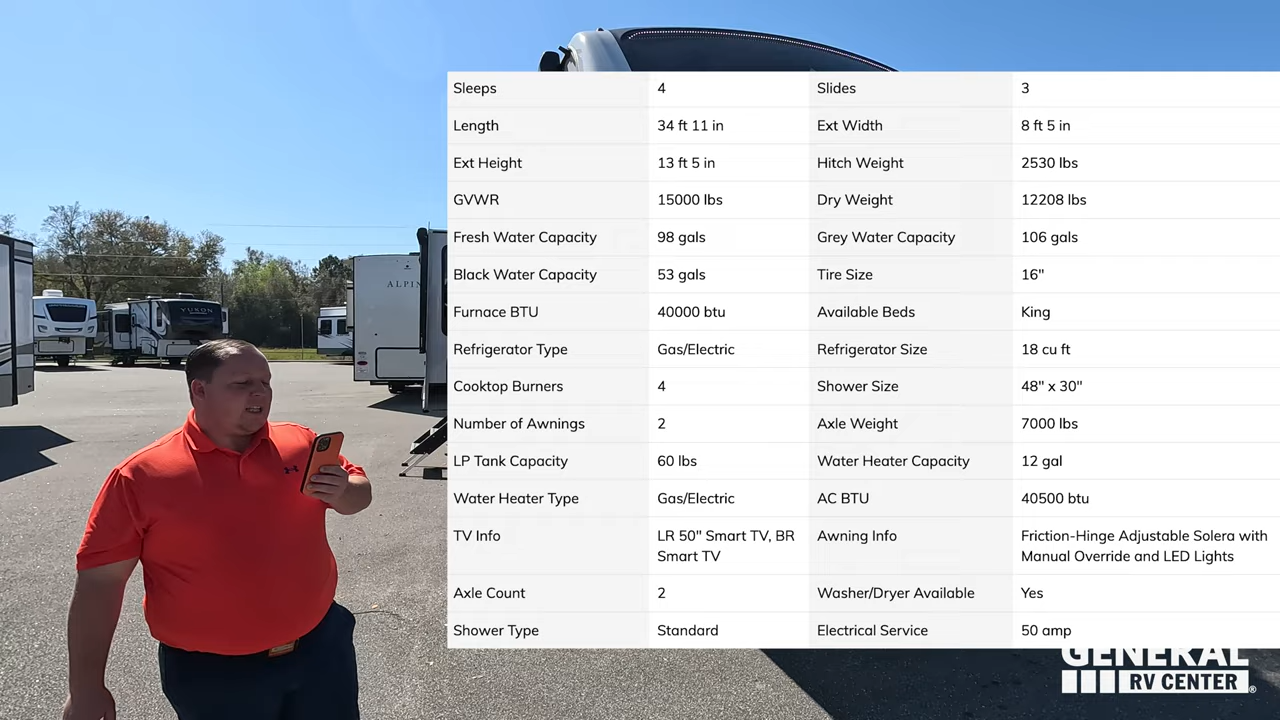 Sleeps 4 Slides 3
Length 34 ft 11 in Ext Width 8 ft 5 in
Ext Height 13 ft 5 in Hitch Weight 2530 lbs
GVWR 15000 lbs Dry Weight 12208 lbs
Fresh Water Capacity 98 gals Grey Water Capacity 106 gals
Black Water Capacity 53 gals Tire Size 16"
Furnace BTU 40000 btu Available Beds King
Refrigerator Type Gas/Electric Refrigerator Size 18 cu ft
Cooktop Burners 4 Shower Size 48" x 30"
Number of Awnings 2 Axle Weight 7000 lbs
LP Tank Capacity 60 lbs Water Heater Capacity 12 gal
Water Heater Type Gas/Electric AC BTU 40500 btu
TV Info LR 50" Smart TV, BR Awning Info Friction-Hinge Adjustable Solera with
Smart TV Manual Override and LED Lights
Axle Count 2 Washer/Dryer Available Yes
Shower Type Standard Electrical Service 50 amp
ALPIN
YUKON
GENERAL
RV CENTER